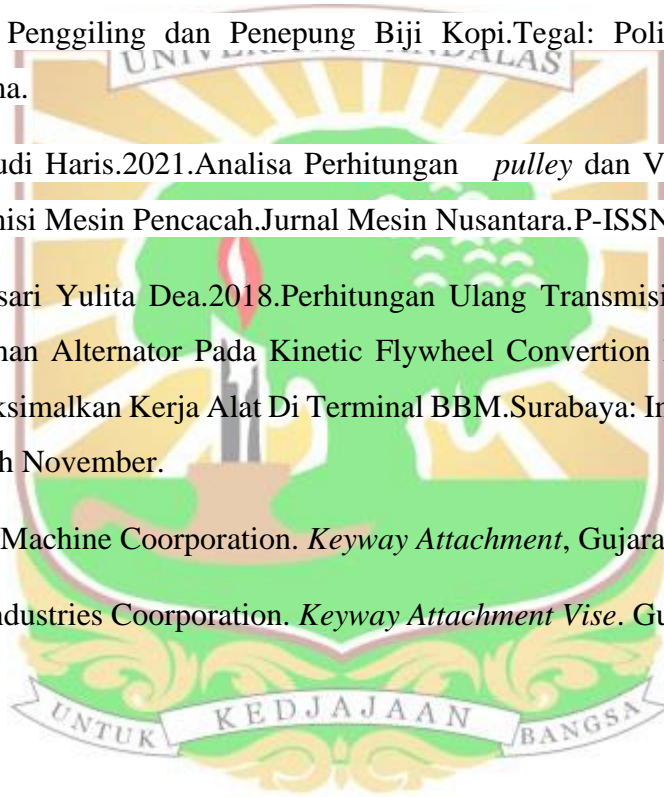 Penggiling dan Penepung Biji Kopi.Tegal: Poli
UNIVERSITAS ANDALAS
na.
udi Haris.2021.Analisa Perhitungan pulley dan V
nisi Mesin Pencacah.Jurnal Mesin Nusantara.P-ISSN
sari Yulita Dea.2018.Perhitungan Ulang Transmisi
nan Alternator Pada Kinetic Flywheel Convertion
ksimalkan Kerja Alat Di Terminal BBM.Surabaya: In
h November.
Machine Coorporation. Keyway Attachment, Gujara
ndustries Coorporation. Keyway Attachment Vise. Gu
UNTUK KEDJAJAAN BANGSA